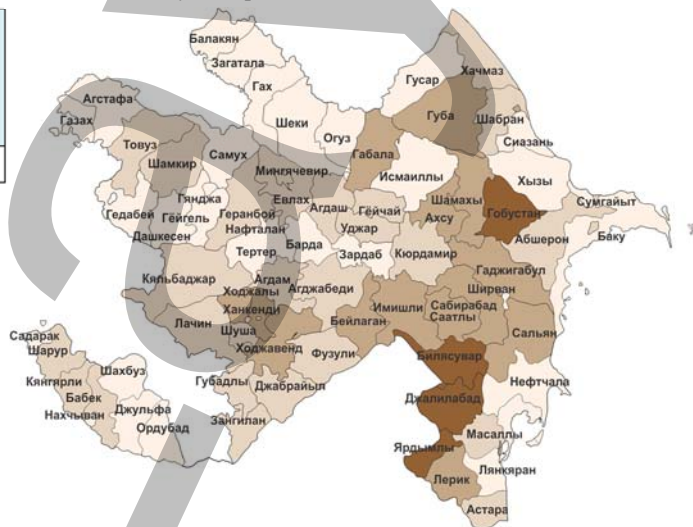 Балакян
Загатала
Гах
Шеки
Огуз
Габала
Исмаиллы
Гусар
Хачмаз
Губа
Шабран
Сиазань
Хызы
Сумгайыт
Баку
Абшерон
Гобустан
Шамахы
Ахсу
Агстафа
Газах
Товуз
Шамкир
Самух
Мингячевир.
Гянджа
Гедабей
Гёйгель
Дашкесен
Геранбой
Нафталан
Евлах
Агдаш
Гёйчай
Уджар
Тертер
Барда
Зардаб
Кюрдамир
Гаджигабул
Ширван
Кяльбаджар
Агдам
Агджабеди
Ходжалы
Ханкенди
Имишли
Сабирабад
Саатлы
Лачин
Шуша
Бейлаган
Сальян
Ходжавенд
Физули
Билясувар
Нефтчала
Губадлы
Джабрайыл
Джалилабад
Зангилан
Масаллы
Ярдымлы
Лерик
Лянкяран
Астара
Садарак
Шарур
Шахбуз
Кянгярли
Бабек
Нахчыван
Джульфа
Ордубад